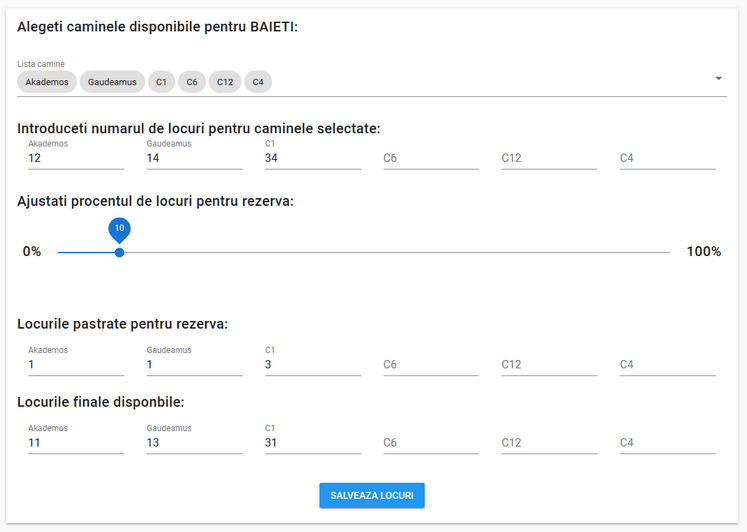 Alegeti caminele disponibile pentru BAIETI:
Lista camine
Akademos Gaudeamus C1 C6 C12 C4
Introduceti numarul de locuri pentru caminele selectate:
Akademos Gaudeamus C1
12 14 34 C6 C12 C4
Ajustati procentul de locuri pentru rezerva:
10
0% 100%
Locurile pastrate pentru rezerva:
Akademos Gaudeamus C1
1 1 3 C6 C12 C4
Locurile finale disponbile:
Akademos Gaudeamus C1
11 13 31 C6 C12 C4
SALVEAZA LOCURI